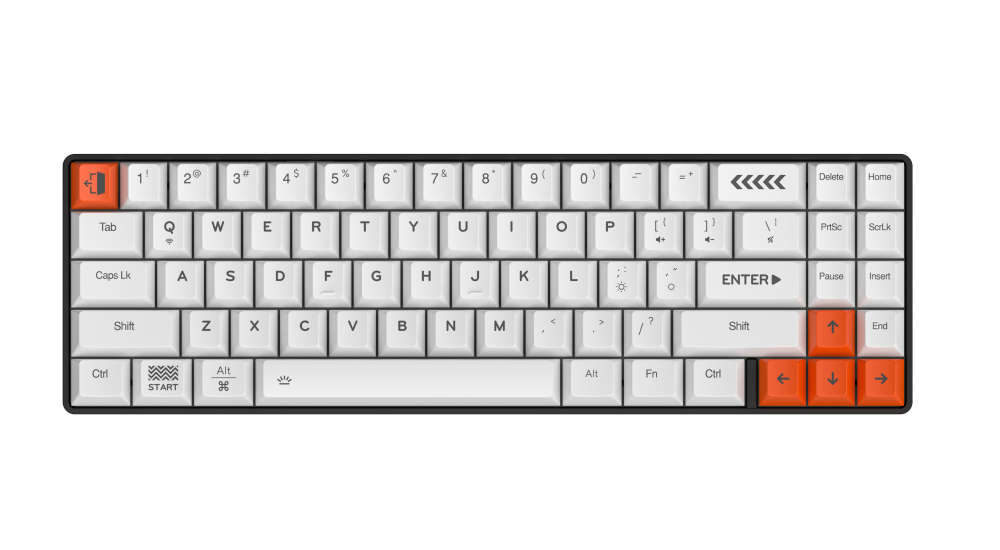 1 ! 2 @ 3 # 4 $ 5 % 6 ^ 7 & 8 * 9 ( 0 ) - _ = + Delete Home
Tab Q W E R T Y U I O P [ { ] } \ | PrtSc ScrLk
Caps Lk A S D F G H J K L ; : ' " ENTER Pause Insert
Shift Z X C V B N M , < . > / ? Shift End
Ctrl START Alt ⌘ Alt Fn Ctrl